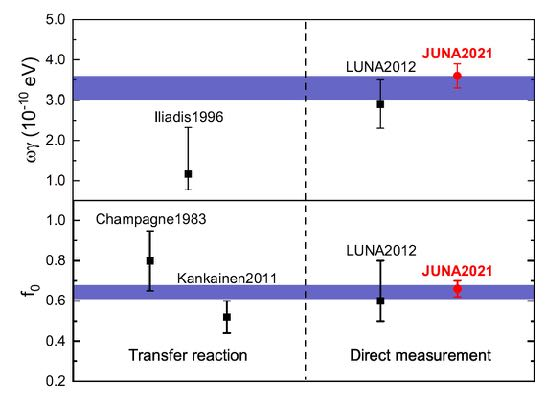 5.0
4.0
3.0
2.0
1.0
ωγ (10⁻¹⁰ eV)
JUNA2021
LUNA2012
Iliadis1996
1.0
0.8
0.6
0.4
0.2
f₀
Champagne1983
Kankainen2011
LUNA2012
JUNA2021
Transfer reaction
Direct measurement